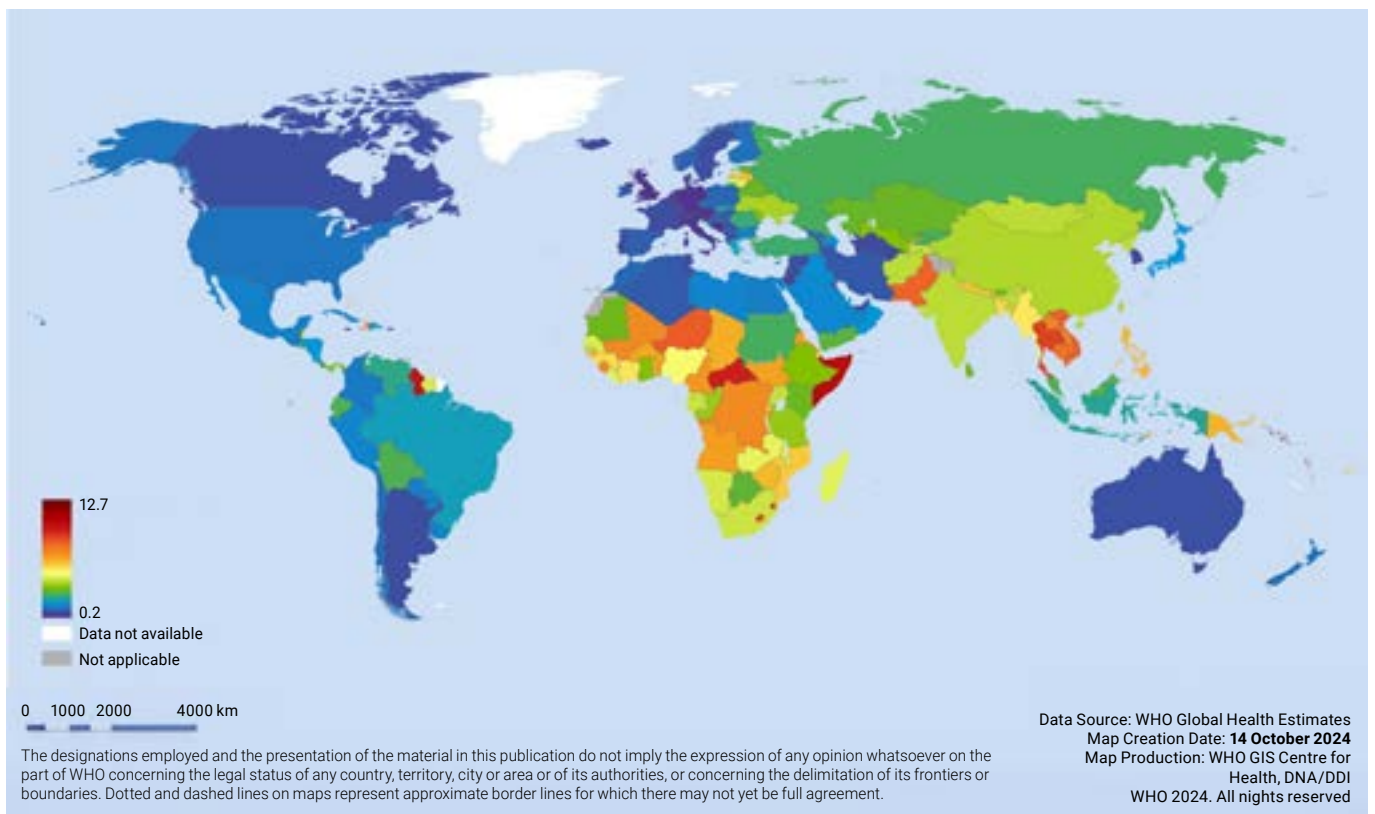 12.7
0.2
Data not available
Not applicable
0 1000 2000 4000 km
The designations employed and the presentation of the material in this publication do not imply the expression of any opinion whatsoever on the
part of WHO concerning the legal status of any country, territory, city or area or of its authorities, or concerning the delimitation of its frontiers or
boundaries. Dotted and dashed lines on maps represent approximate border lines for which there may not yet be full agreement.
Data Source: WHO Global Health Estimates
Map Creation Date: 14 October 2024
Map Production: WHO GIS Centre for
Health, DNA/DDI
WHO 2024. All rights reserved